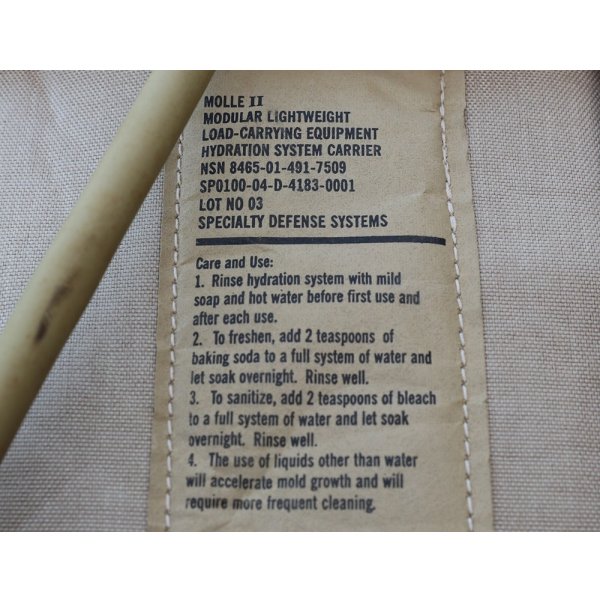 MOLLE II
MODULAR LIGHTWEIGHT
LOAD-CARRYING EQUIPMENT
HYDRATION SYSTEM CARRIER
NSN 8465-01-491-7509
SP0100-04-D-4183-0001
LOT NO 03
SPECIALTY DEFENSE SYSTEMS
Care and Use:
1. Rinse hydration system with mild
soap and hot water before first use and
after each use.
2. To freshen, add 2 teaspoons of
baking soda to a full system of water and
let soak overnight. Rinse well.
3. To sanitize, add 2 teaspoons of bleach
to a full system of water and let soak
overnight. Rinse well.
4. The use of liquids other than water
will accelerate mold growth and will
require more frequent cleaning.